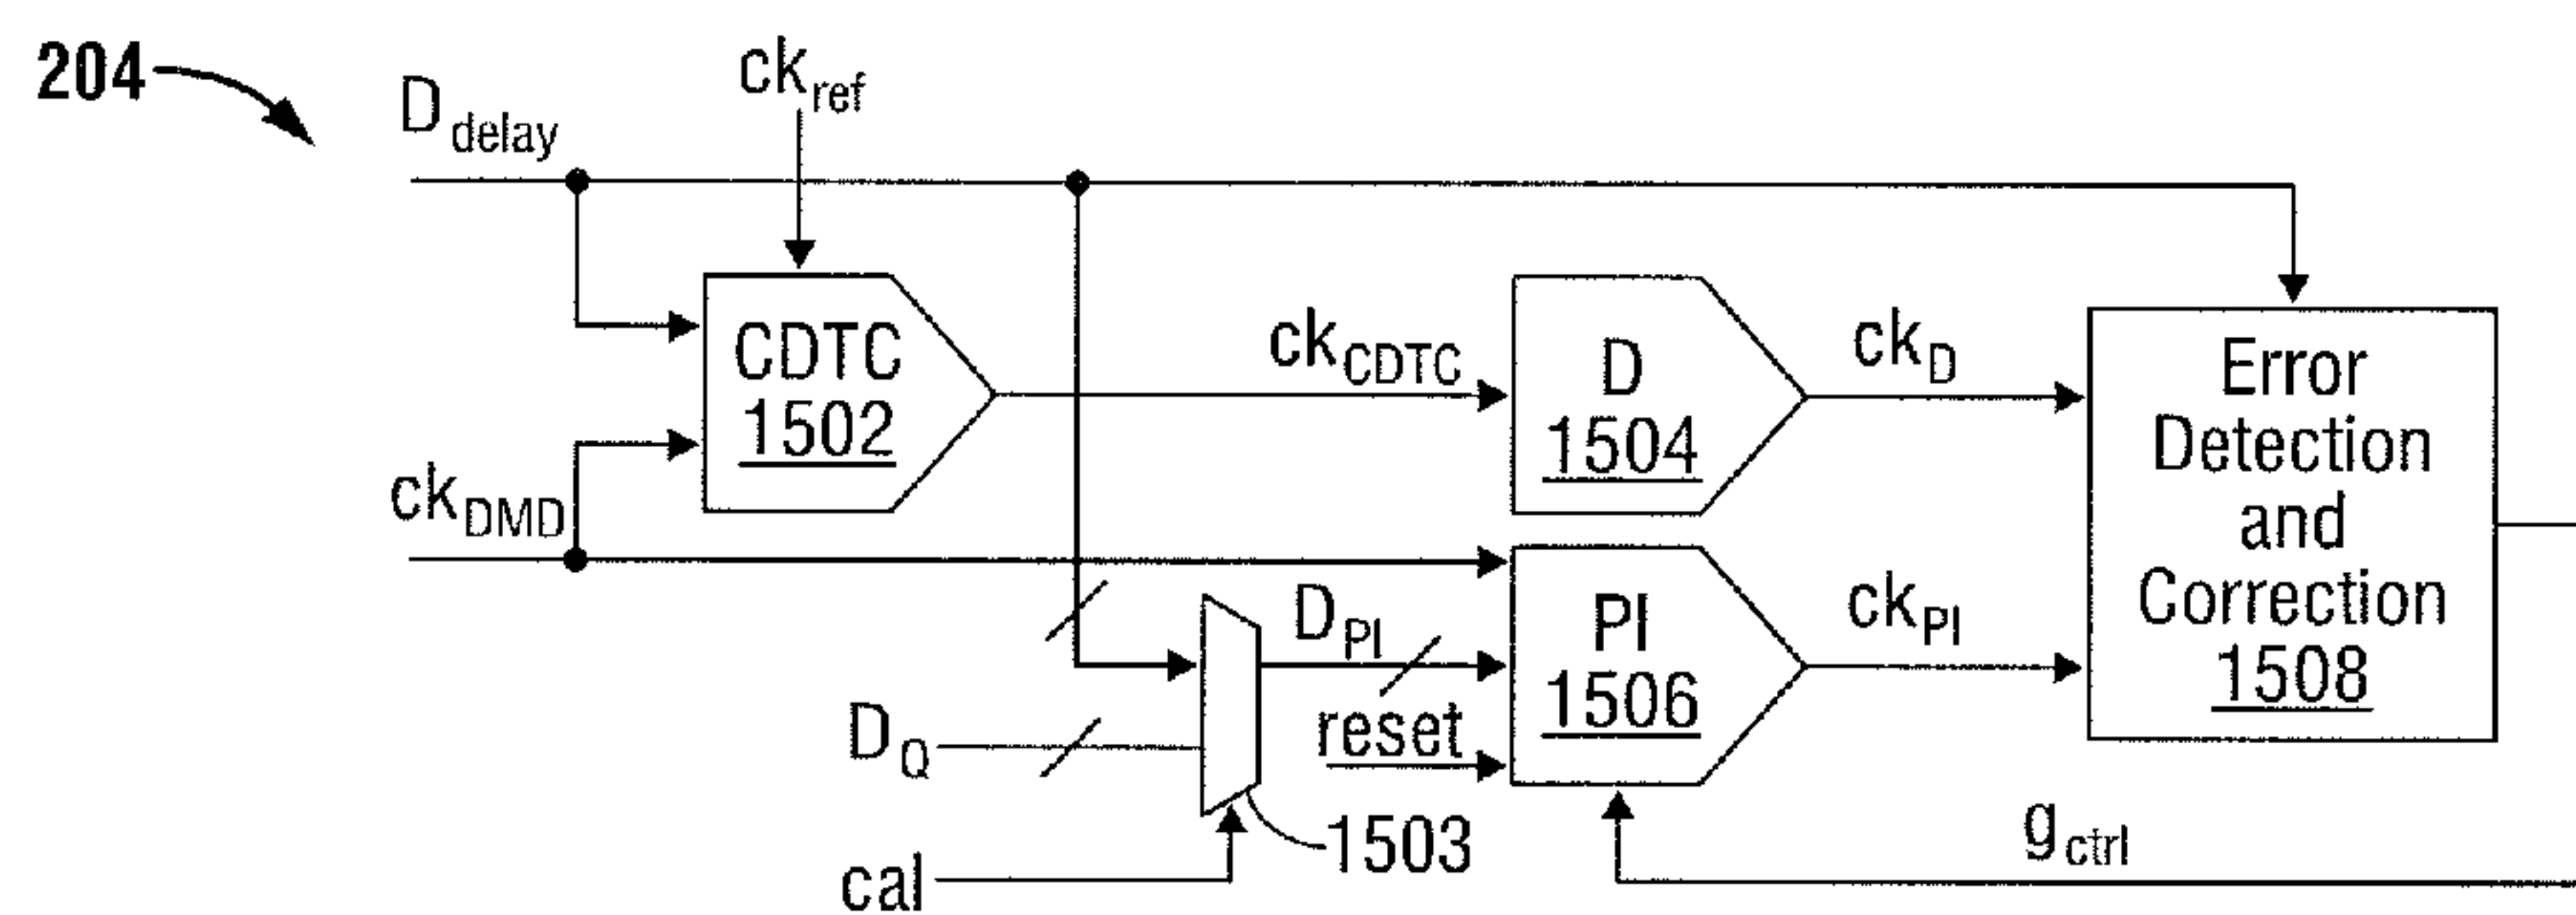 204
D delay
ck ref
CDTC
1502
ck CDTC
D
1504
ck D
Error
Detection
and
Correction
1508
ck DMD
D PI
PI
1506
ck PI
reset
D Q
1503
cal
g ctrl